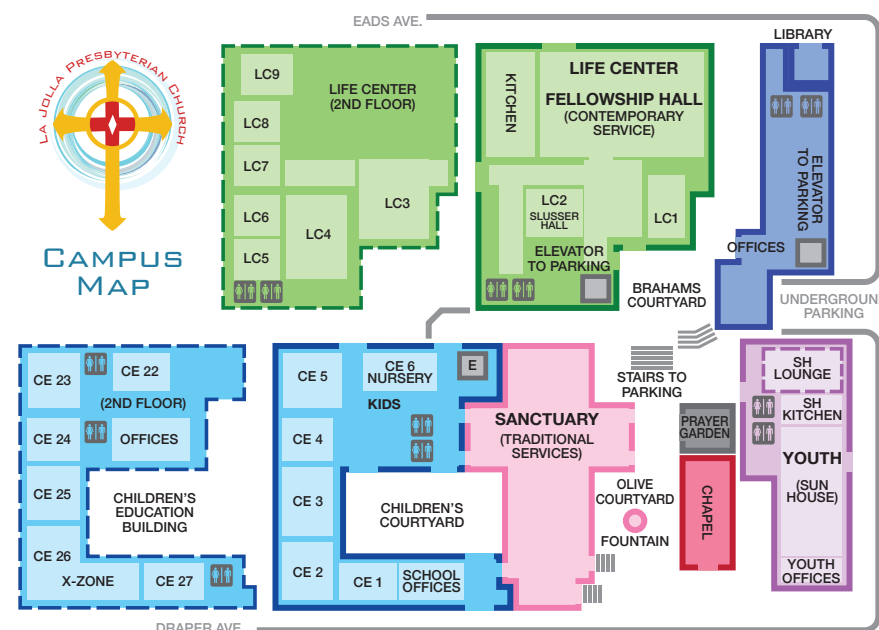 EADS AVE.
LA JOLLA PRESBYTERIAN CHURCH
CAMPUS
MAP
LC9
LC8
LC7
LC6
LC5
LC4
LC3
LIFE CENTER
(2ND FLOOR)
KITCHEN
LIFE CENTER
FELLOWSHIP HALL
(CONTEMPORARY
SERVICE)
LC2
SLUSSER
HALL
LC1
ELEVATOR
TO PARKING
BRAHAMS
COURTYARD
LIBRARY
ELEVATOR
TO PARKING
OFFICES
UNDERGROUND
PARKING
CE 23
CE 22
(2ND FLOOR)
CE 24
OFFICES
CE 25
CHILDREN'S
EDUCATION
BUILDING
CE 26
X-ZONE
CE 27
CE 5
CE 6
NURSERY
E
KIDS
CE 4
CE 3
CHILDREN'S
COURTYARD
CE 2
CE 1
SCHOOL
OFFICES
SANCTUARY
(TRADITIONAL
SERVICES)
STAIRS TO
PARKING
PRAYER
GARDEN
OLIVE
COURTYARD
FOUNTAIN
CHAPEL
SH
LOUNGE
SH
KITCHEN
YOUTH
(SUN
HOUSE)
YOUTH
OFFICES
DRAPER AVE.